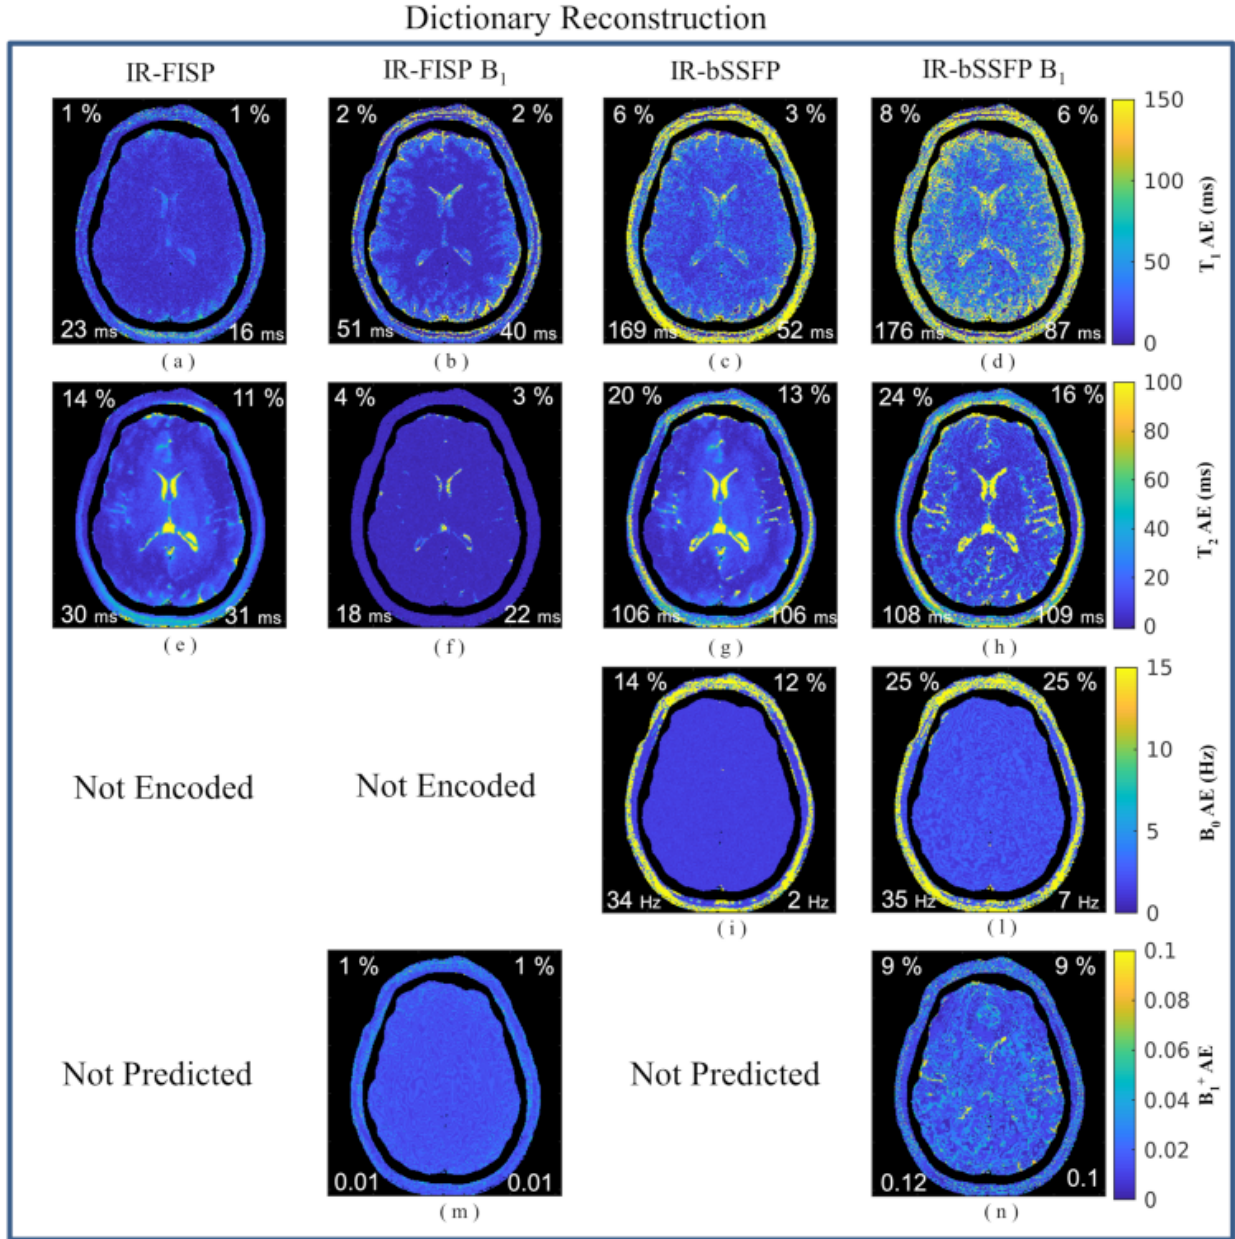 Dictionary Reconstruction
IR-FISP
IR-FISP B1
IR-bSSFP
IR-bSSFP B1
1 % 1 %
23 ms 16 ms
( a )
2 % 2 %
51 ms 40 ms
( b )
6 % 3 %
169 ms 52 ms
( c )
8 % 6 %
176 ms 87 ms
( d )
150
100
50
0
T1 AE (ms)
14 % 11 %
30 ms 31 ms
( e )
4 % 3 %
18 ms 22 ms
( f )
20 % 13 %
106 ms 106 ms
( g )
24 % 16 %
108 ms 109 ms
( h )
100
80
60
40
20
0
T2 AE (ms)
Not Encoded
Not Encoded
14 % 12 %
34 Hz 2 Hz
( i )
25 % 25 %
35 Hz 7 Hz
( l )
15
10
5
0
B0 AE (Hz)
Not Predicted
1 % 1 %
0.01 0.01
( m )
Not Predicted
9 % 9 %
0.12 0.1
( n )
0.1
0.08
0.06
0.04
0.02
0
B1+ AE